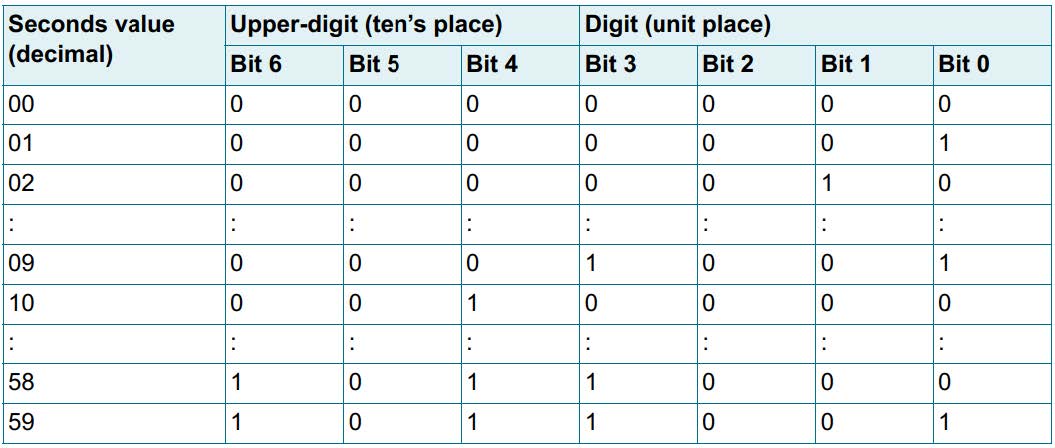 Seconds value (decimal) Upper-digit (ten's place) Digit (unit place)
Bit 6 Bit 5 Bit 4 Bit 3 Bit 2 Bit 1 Bit 0
00 0 0 0 0 0 0 0
01 0 0 0 0 0 0 1
02 0 0 0 0 0 1 0
: : : : : : : :
09 0 0 0 1 0 0 1
10 0 0 1 0 0 0 0
: : : : : : : :
58 1 0 1 1 0 0 0
59 1 0 1 1 0 0 1